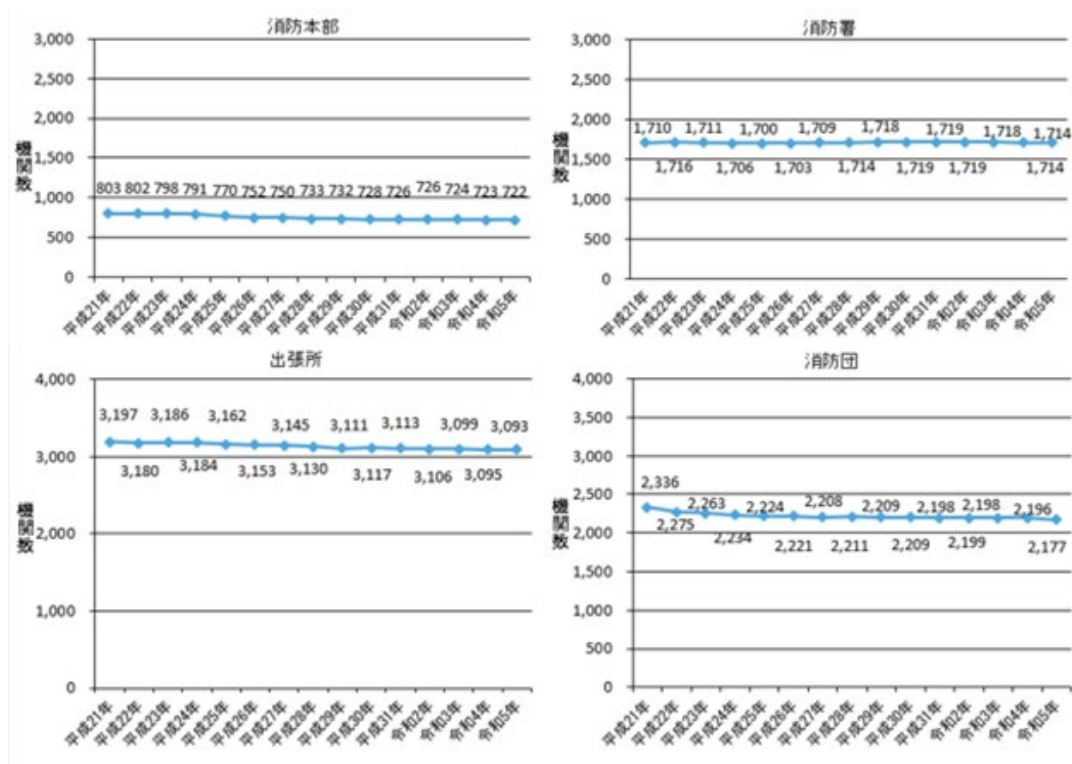 消防本部
3,000
2,500
2,000
1,500
1,000
500
0
機関数
803 802 798 791 770 752 750 733 732 728 726 726 724 723 722
平成21年 平成22年 平成23年 平成24年 平成25年 平成26年 平成27年 平成28年 平成29年 平成30年 平成31年 令和02年 令和03年 令和04年 令和05年
消防署
3,000
2,500
2,000
1,500
1,000
500
0
機関数
1,710 1,711 1,700 1,709 1,718 1,719 1,718 1,714
1,716 1,706 1,703 1,714 1,719 1,719 1,714
平成21年 平成22年 平成23年 平成24年 平成25年 平成26年 平成27年 平成28年 平成29年 平成30年 平成31年 令和02年 令和03年 令和04年 令和05年
出張所
4,000
3,000
2,000
1,000
0
機関数
3,197 3,186 3,162 3,145 3,111 3,113 3,099 3,093
3,180 3,184 3,153 3,130 3,117 3,106 3,095
平成21年 平成22年 平成23年 平成24年 平成25年 平成26年 平成27年 平成28年 平成29年 平成30年 平成31年 令和02年 令和03年 令和04年 令和05年
消防団
4,000
3,500
3,000
2,500
2,000
1,500
1,000
500
0
機関数
2,336 2,263 2,224 2,208 2,209 2,198 2,198 2,196
2,275 2,234 2,221 2,211 2,209 2,199 2,177
平成21年 平成22年 平成23年 平成24年 平成25年 平成26年 平成27年 平成28年 平成29年 平成30年 平成31年 令和02年 令和03年 令和04年 令和05年